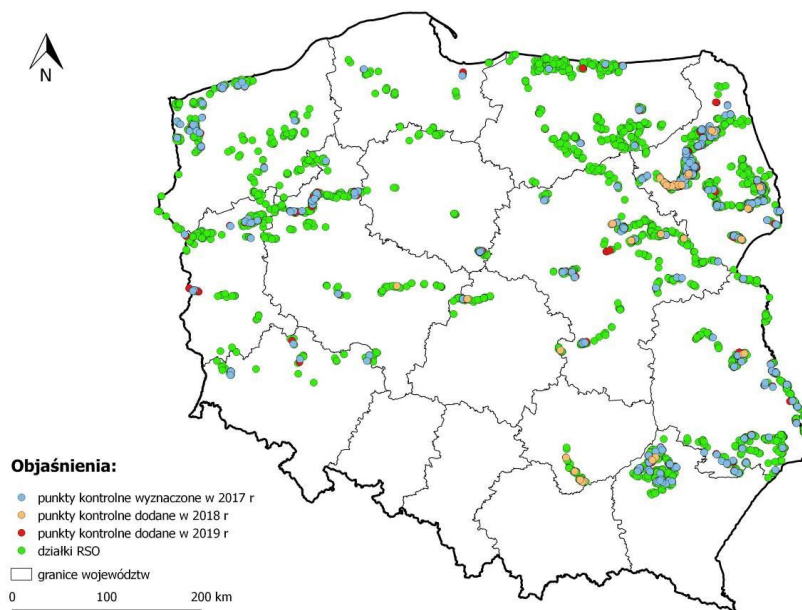 N
Objaśnienia:
punkty kontrolne wyznaczone w 2017 r
punkty kontrolne dodane w 2018 r
punkty kontrolne dodane w 2019 r
działki RSO
granice województw
0 100 200 km